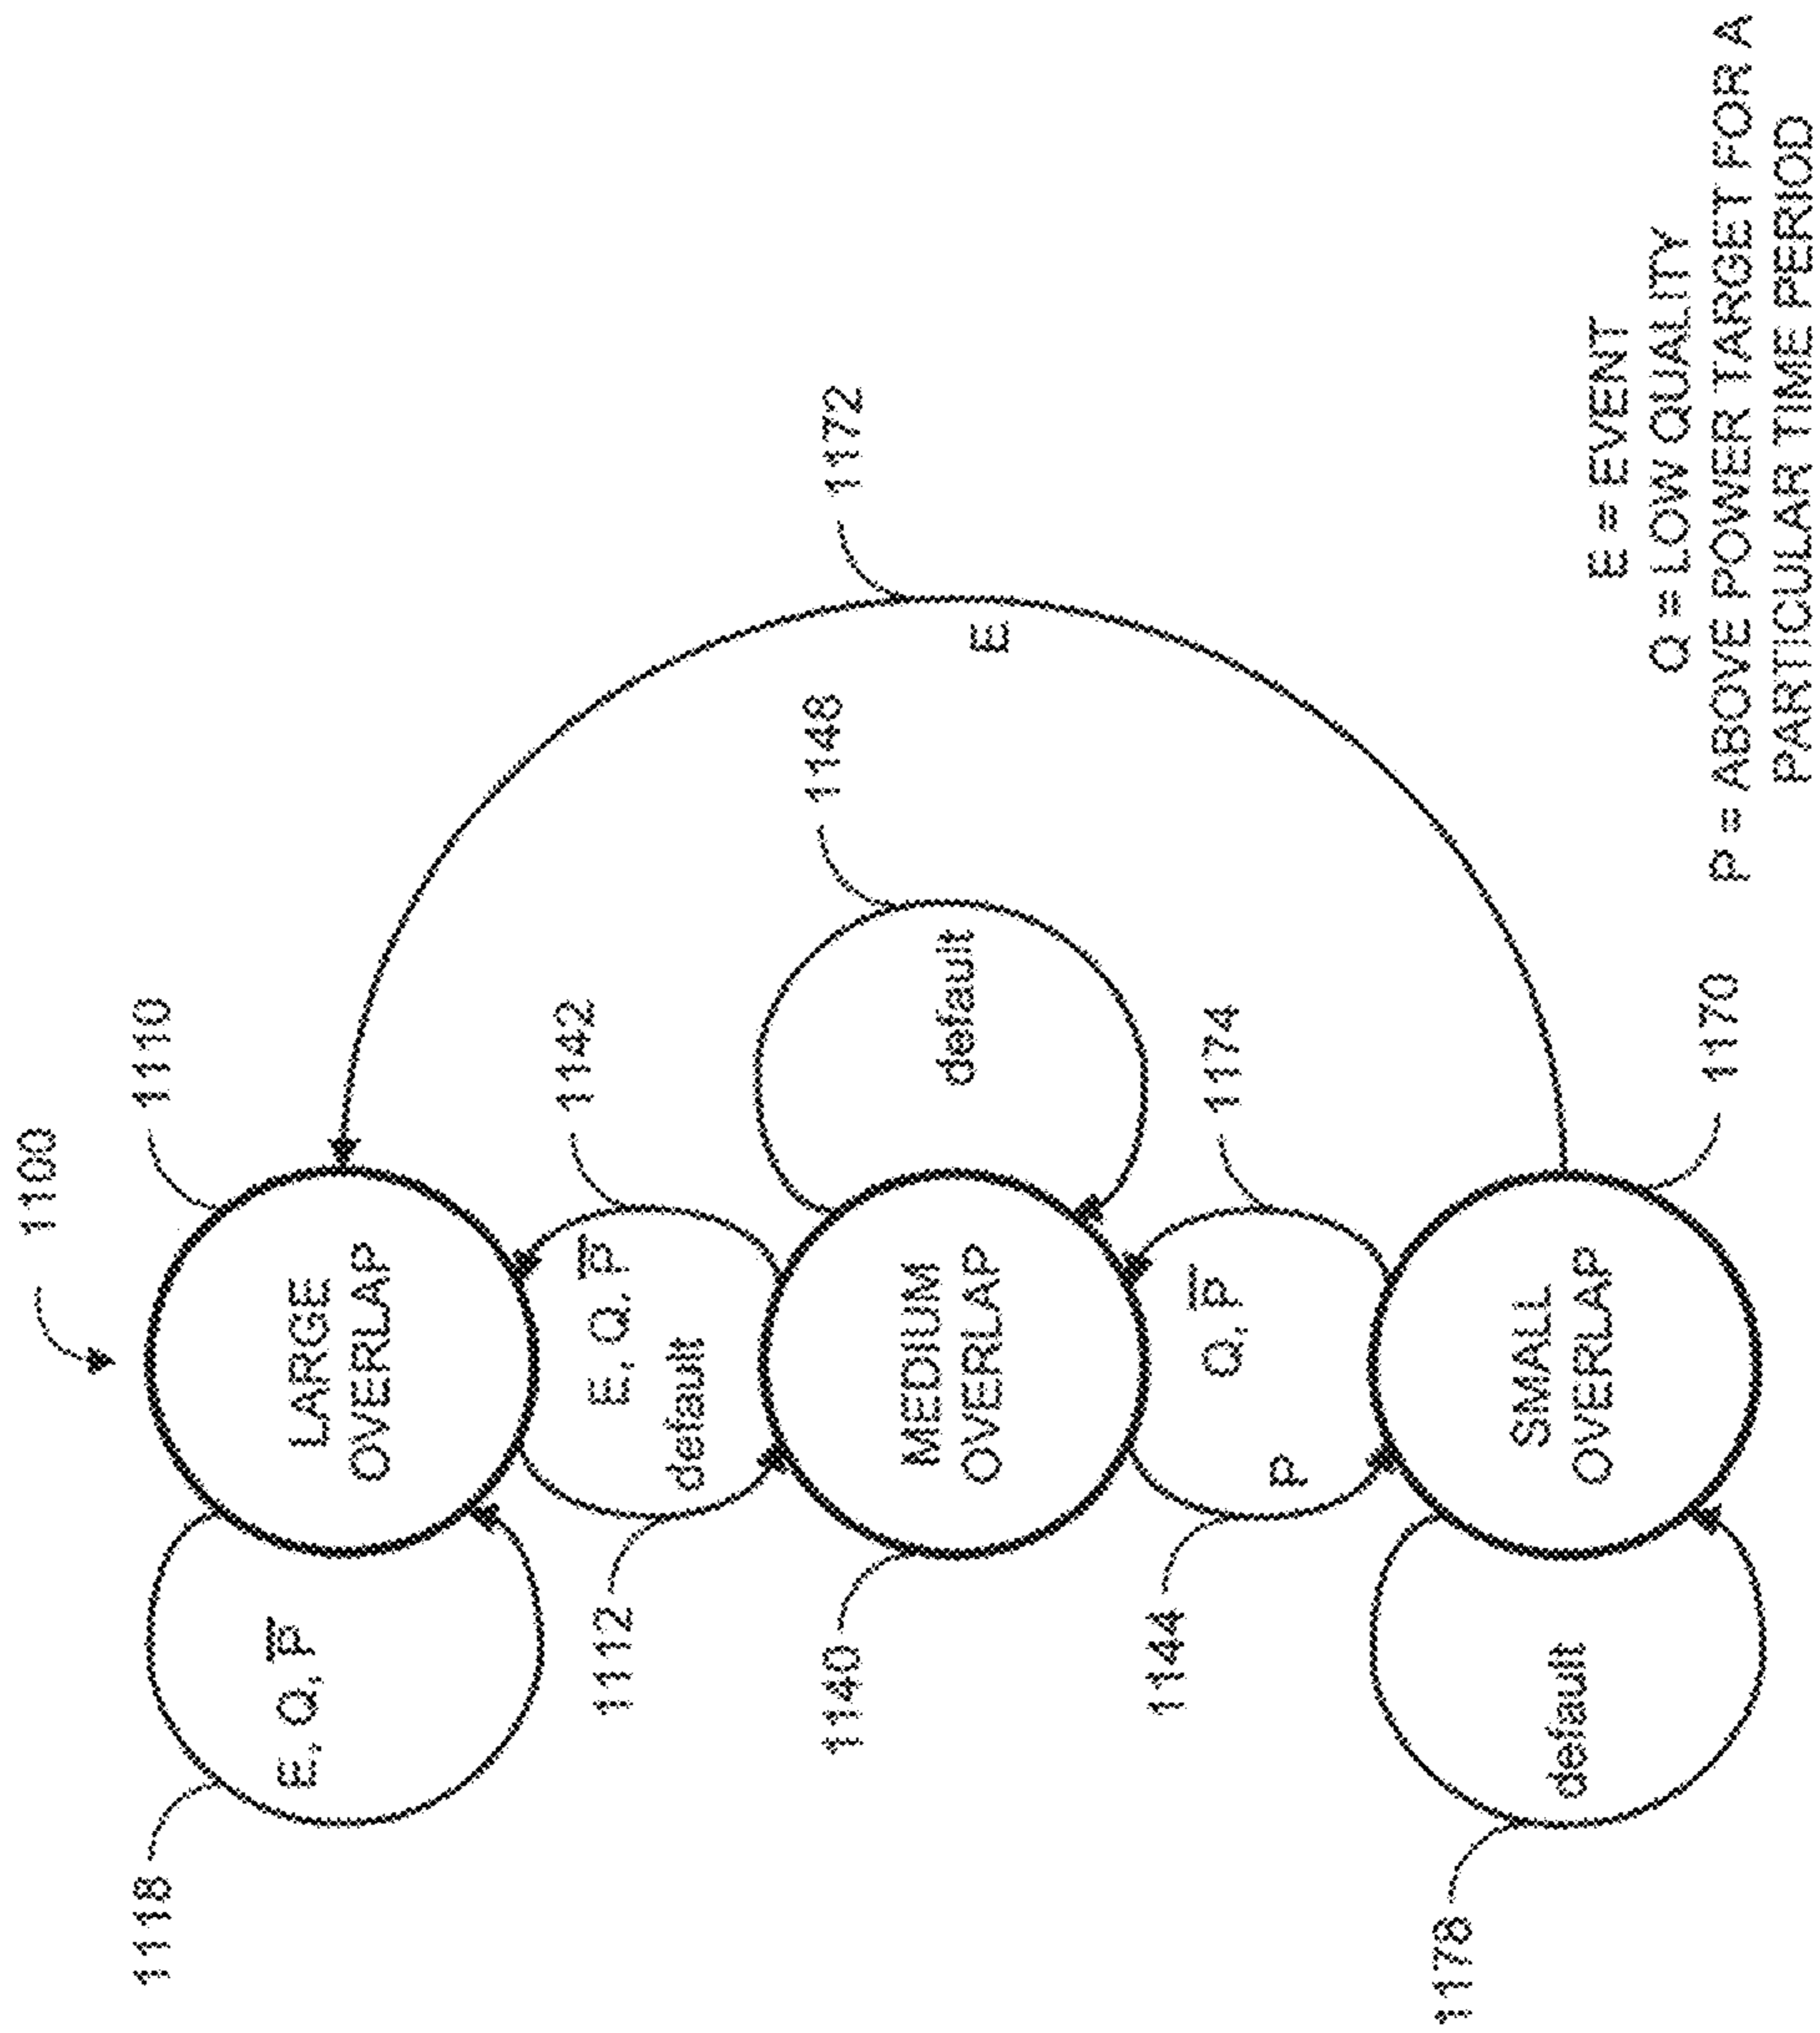 1100
1118
1110
E, Q, P̅
LARGE
OVERLAP
1142
E, Q, P̅
1112
default
1148
1172
1140
MEDIUM
OVERLAP
default
E
1144
Q, P̅
1174
P
1178
SMALL
OVERLAP
default
1170
E = EVENT
Q = LOW QUALITY
P = ABOVE POWER TARGET FOR A
PARTICULAR TIME PERIOD